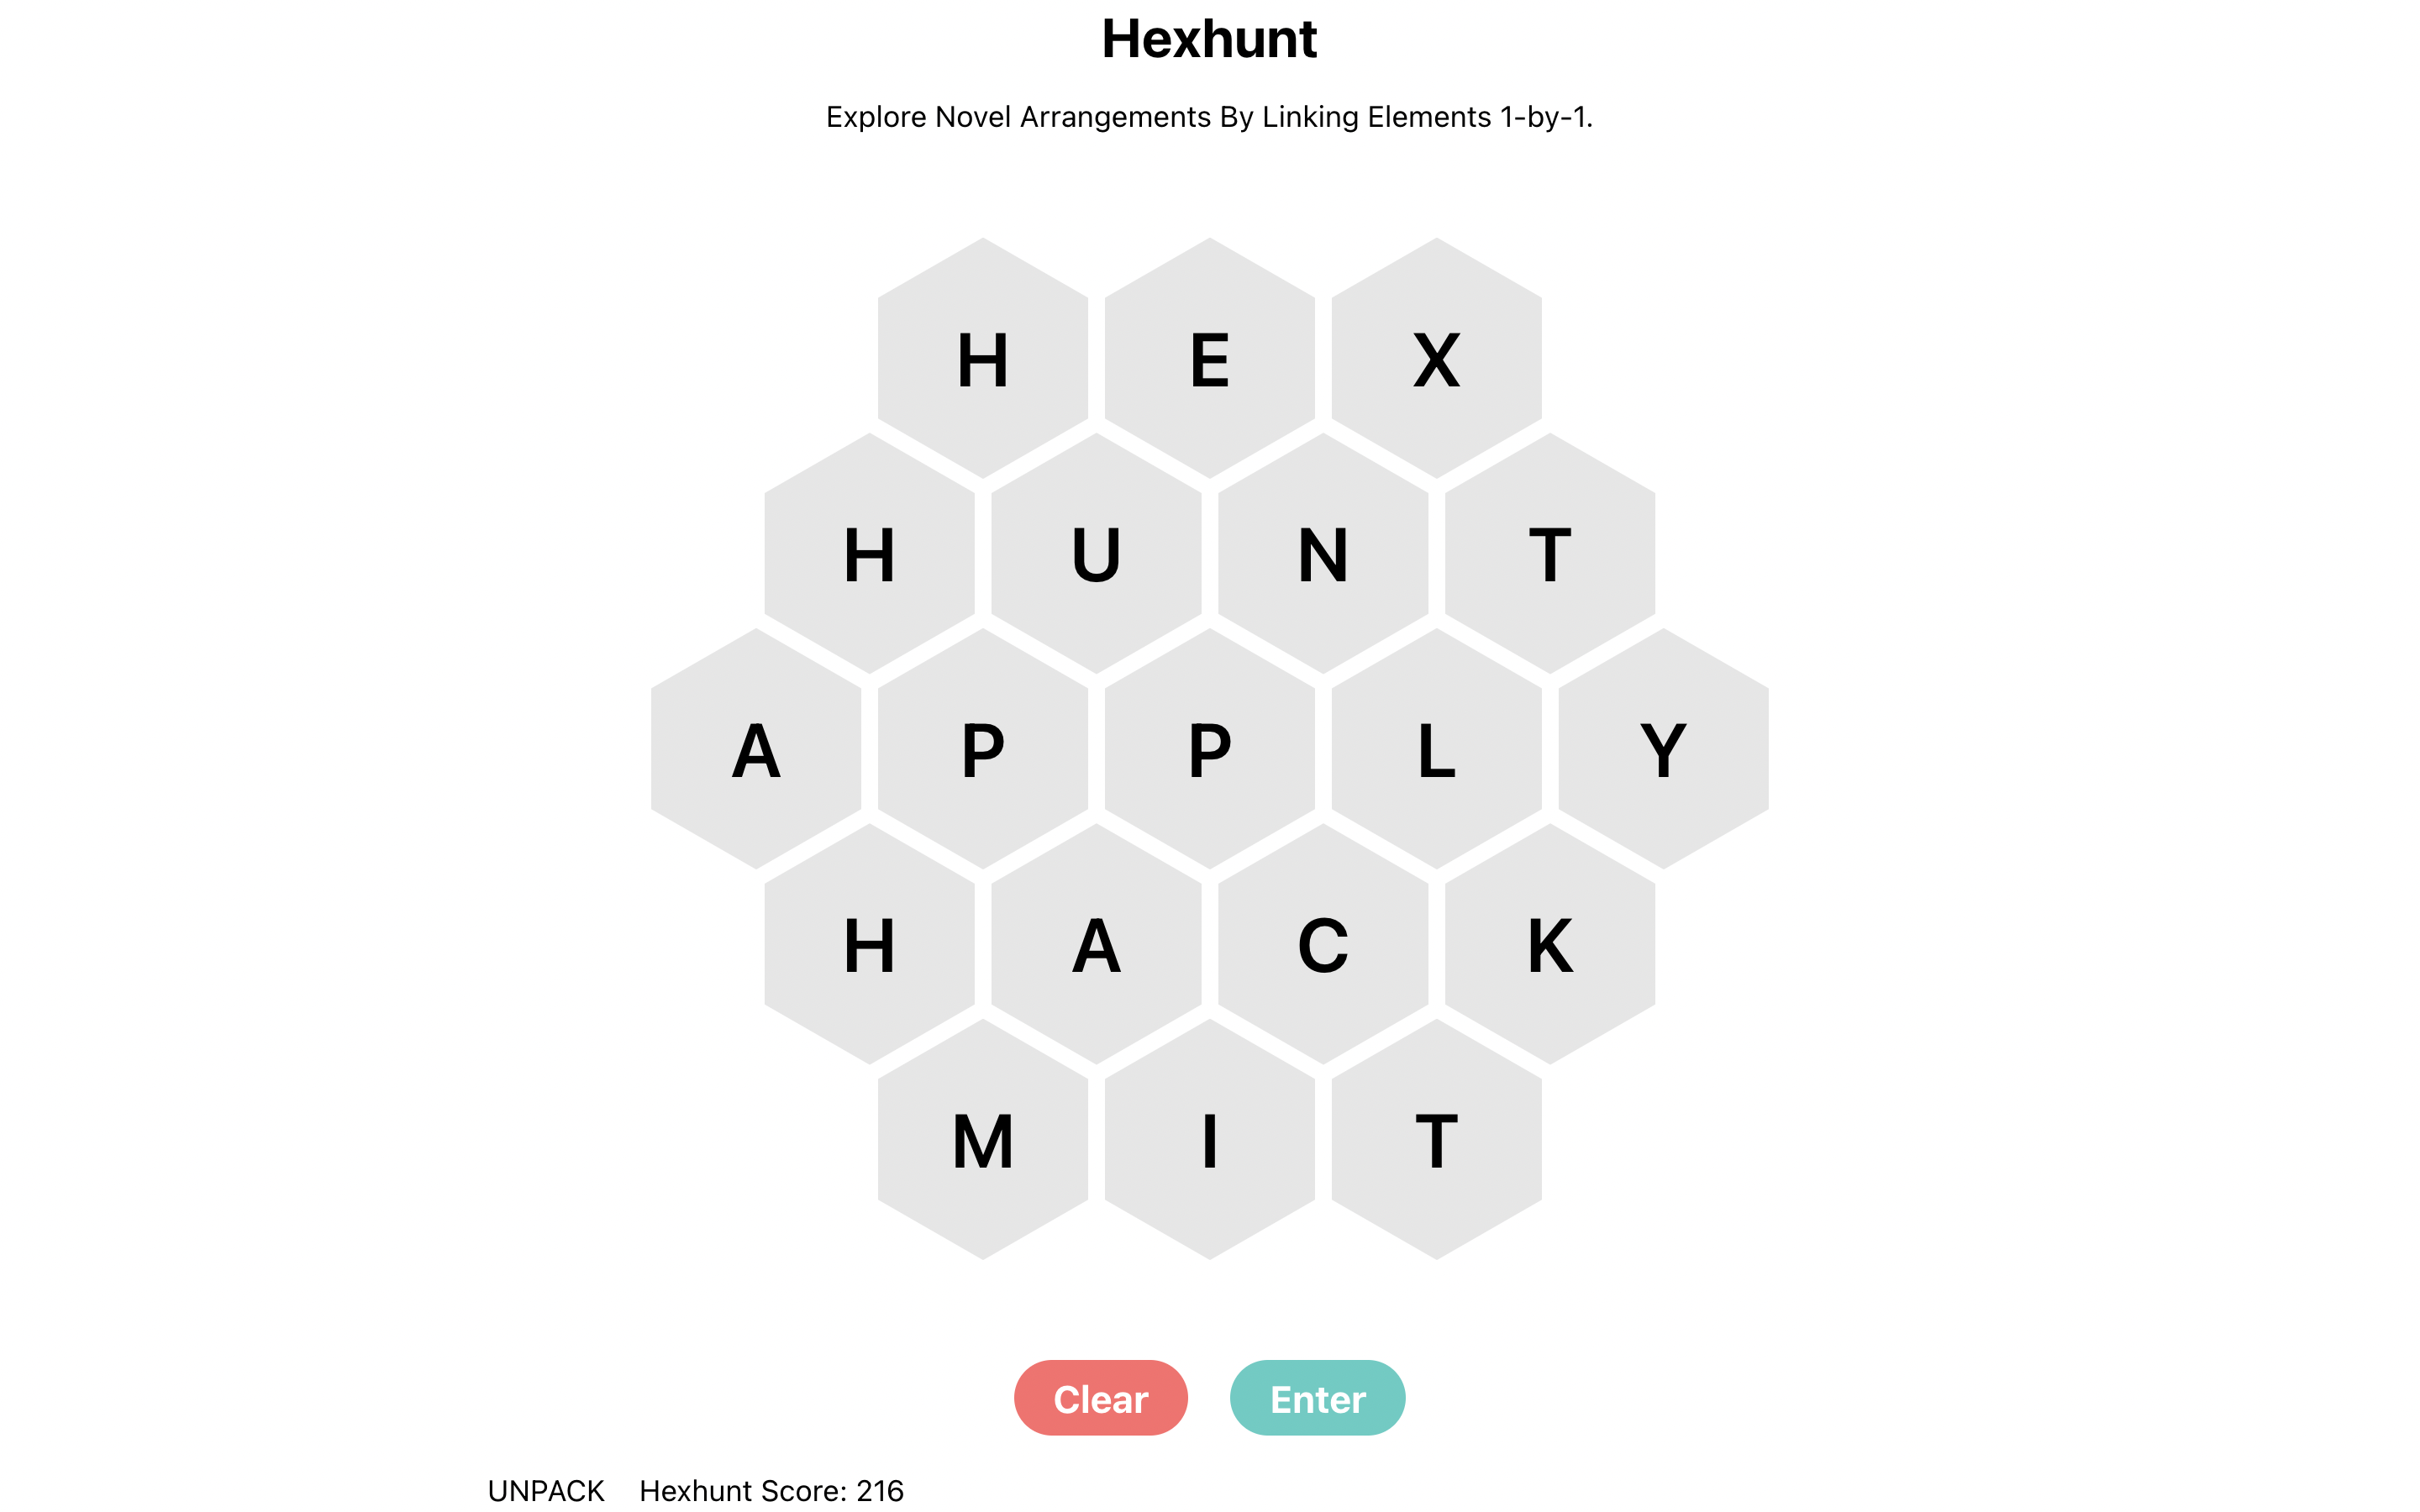 Hexhunt
Explore Novel Arrangements By Linking Elements 1-by-1.
H E X
H U N T
A P P L Y
H A C K
M I T
Clear Enter
UNPACK Hexhunt Score: 216